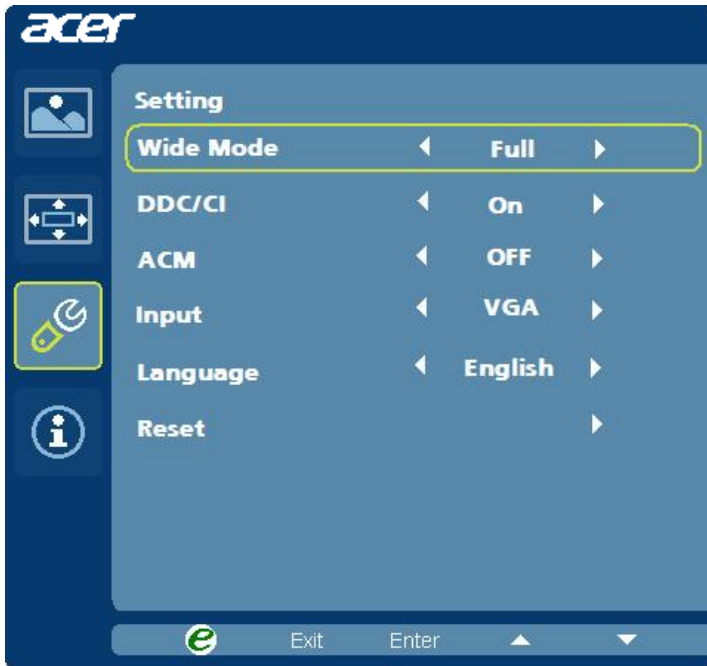 acer
Setting
Wide Mode Full
DDC/CI On
ACM OFF
Input VGA
Language English
Reset
e Exit Enter